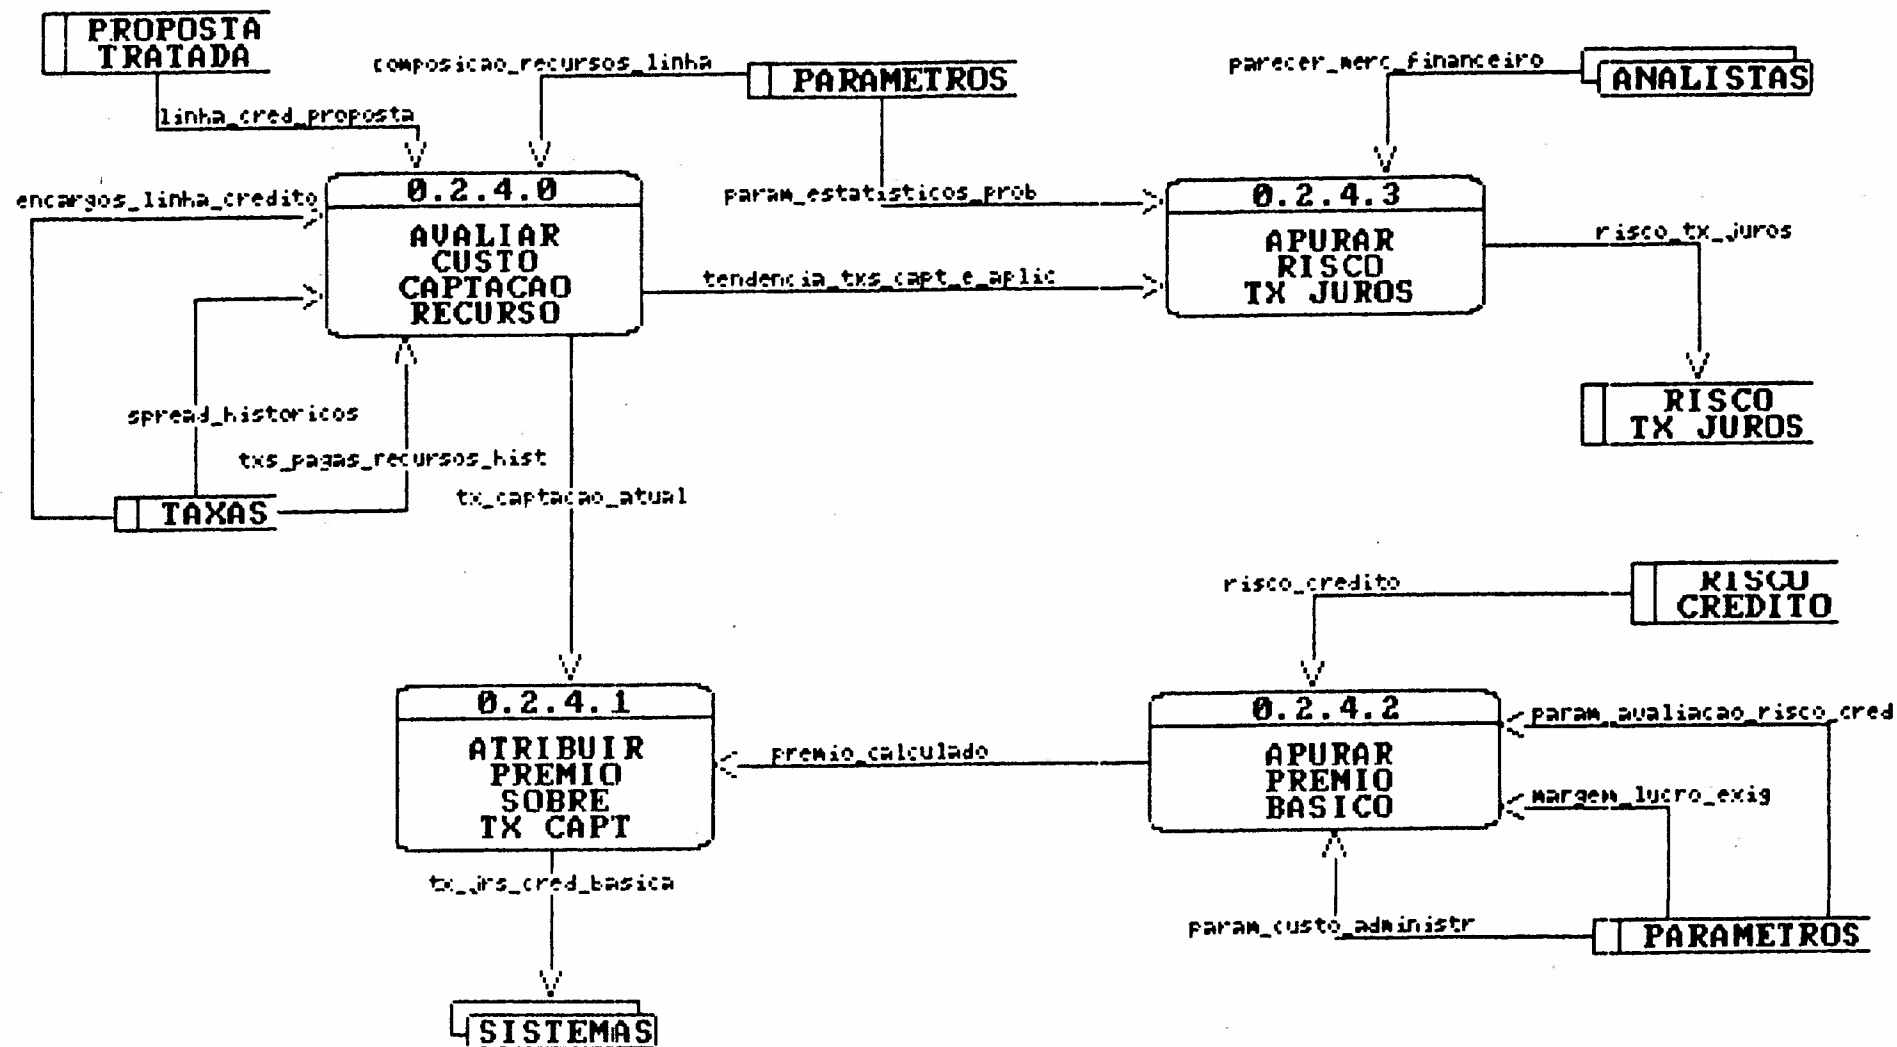 PROPOSTA
TRATADA
composicao_recursos_linha
PARAMETROS
parecer_merc_financeiro
ANALISTAS
linha_cred_proposta
encargos_linha_credito
0.2.4.0
AVALIAR
CUSTO
CAPTACAO
RECURSO
param_estatisticos_prob
0.2.4.3
APURAR
RISCO
TX JUROS
risco_tx_juros
tendencia_txs_capt_e_aplic
RISCO
TX JUROS
spread_historicos
txs_pagas_recursos_hist
tx_captacao_atual
TAXAS
risco_credito
RISCO
CREDITO
0.2.4.1
ATRIBUIR
PREMIO
SOBRE
TX CAPT
premio_calculado
0.2.4.2
APURAR
PREMIO
BASICO
param_avaliacao_risco_cred
margem_lucro_exig
tx_jrs_cred_basica
param_custo_administr
PARAMETROS
SISTEMAS